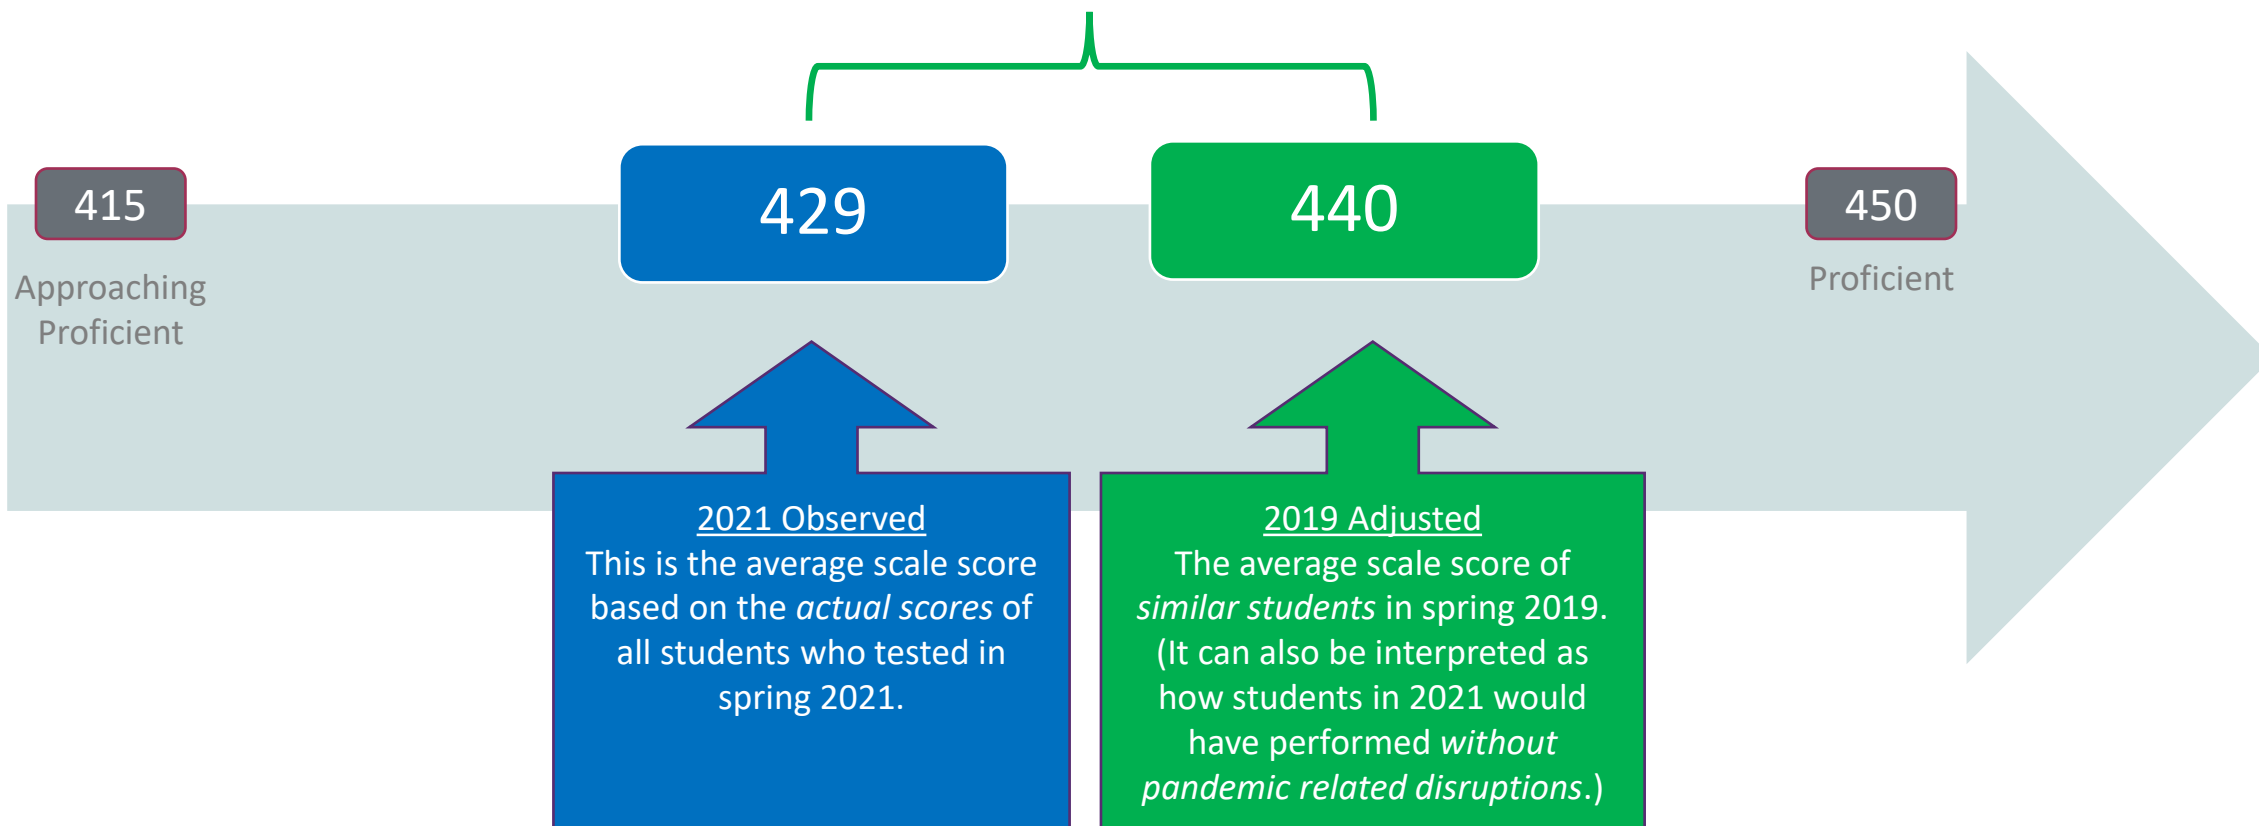 415
Approaching
Proficient
429
440
450
Proficient
2021 Observed
This is the average scale score
based on the actual scores of
all students who tested in
spring 2021.
2019 Adjusted
The average scale score of
similar students in spring 2019.
(It can also be interpreted as
how students in 2021 would
have performed without
pandemic related disruptions.)